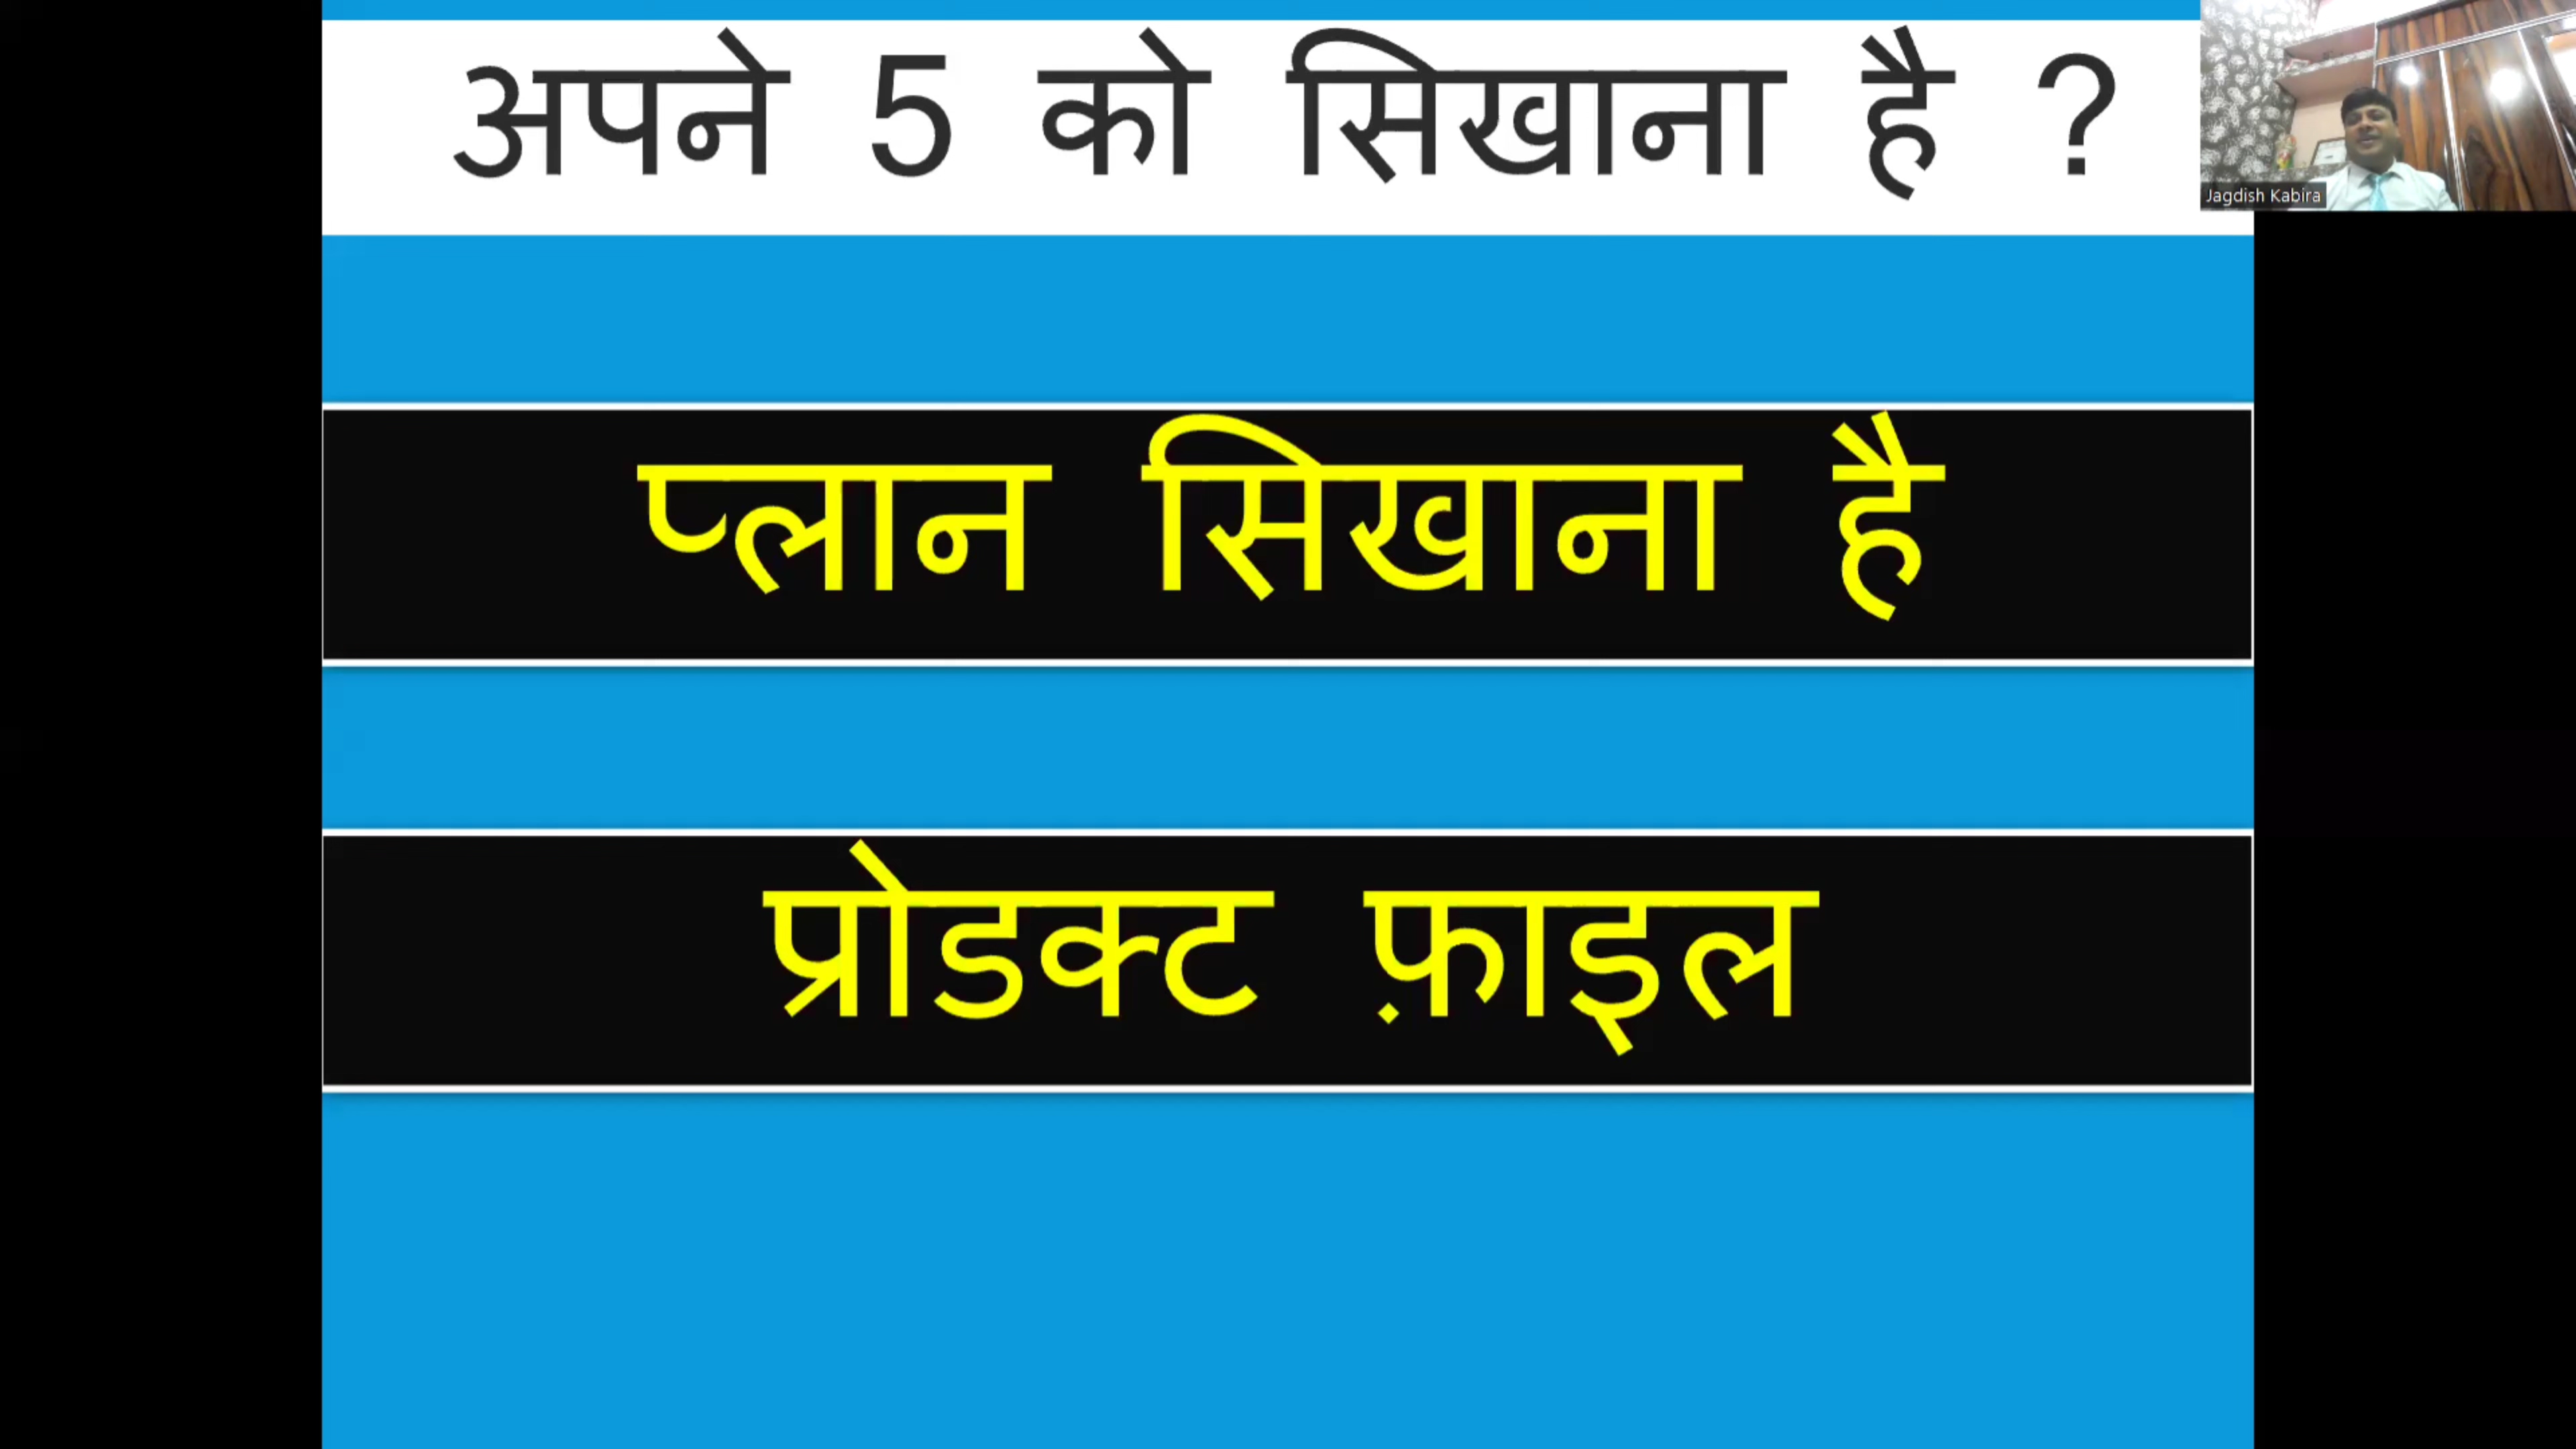 अपने 5 को सिखाना है ?
Jagdish Kabira
प्लान सिखाना है
प्रोडक्ट फ़ाइल